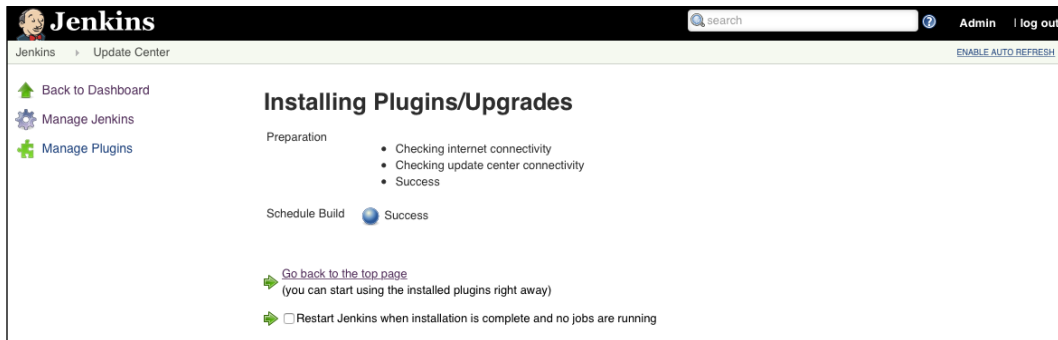 Jenkins
search
Admin
log out
Jenkins
Update Center
ENABLE AUTO REFRESH
Back to Dashboard
Manage Jenkins
Manage Plugins
Installing Plugins/Upgrades
Preparation
Checking internet connectivity
Checking update center connectivity
Success
Schedule Build
Success
Go back to the top page
(you can start using the installed plugins right away)
Restart Jenkins when installation is complete and no jobs are running